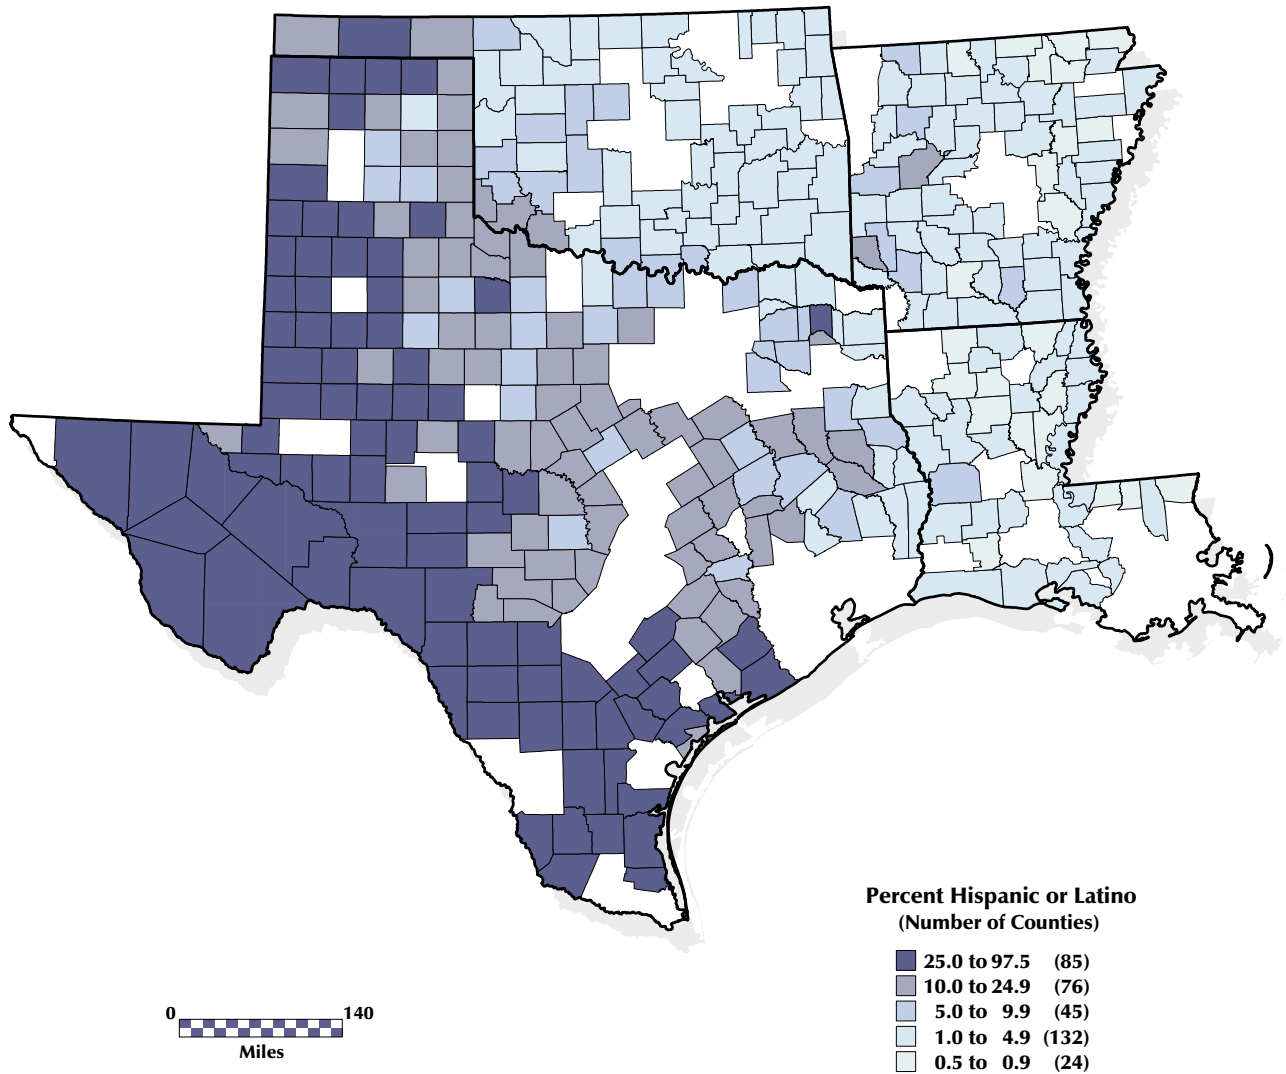 Percent Hispanic or Latino
(Number of Counties)
25.0 to 97.5 (85)
10.0 to 24.9 (76)
5.0 to 9.9 (45)
1.0 to 4.9 (132)
0.5 to 0.9 (24)
0 140
Miles